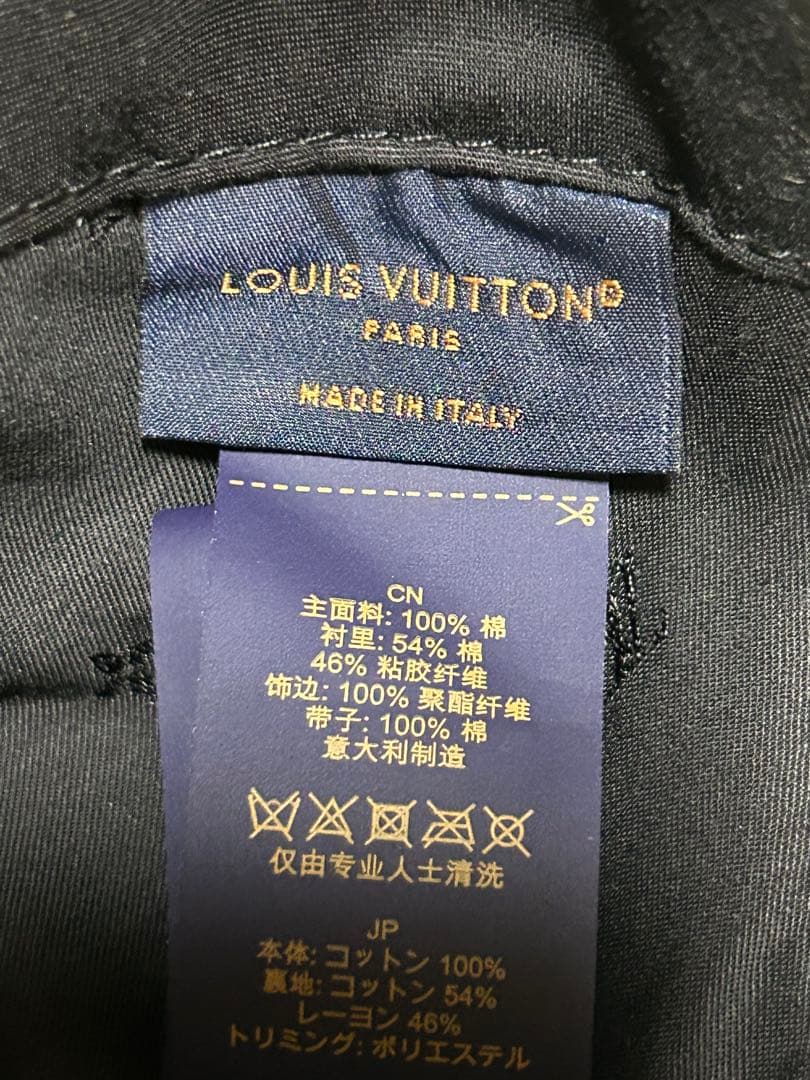 LOUIS VUITTON®
PARIS
MADE IN ITALY
CN
主面料: 100% 棉
衬里: 54% 棉
46% 粘胶纤维
饰边: 100% 聚酯纤维
带子: 100% 棉
意大利制造
仅由专业人士清洗
JP
本体: コットン 100%
裏地: コットン 54%
レーヨン 46%
トリミング: ポリエステル